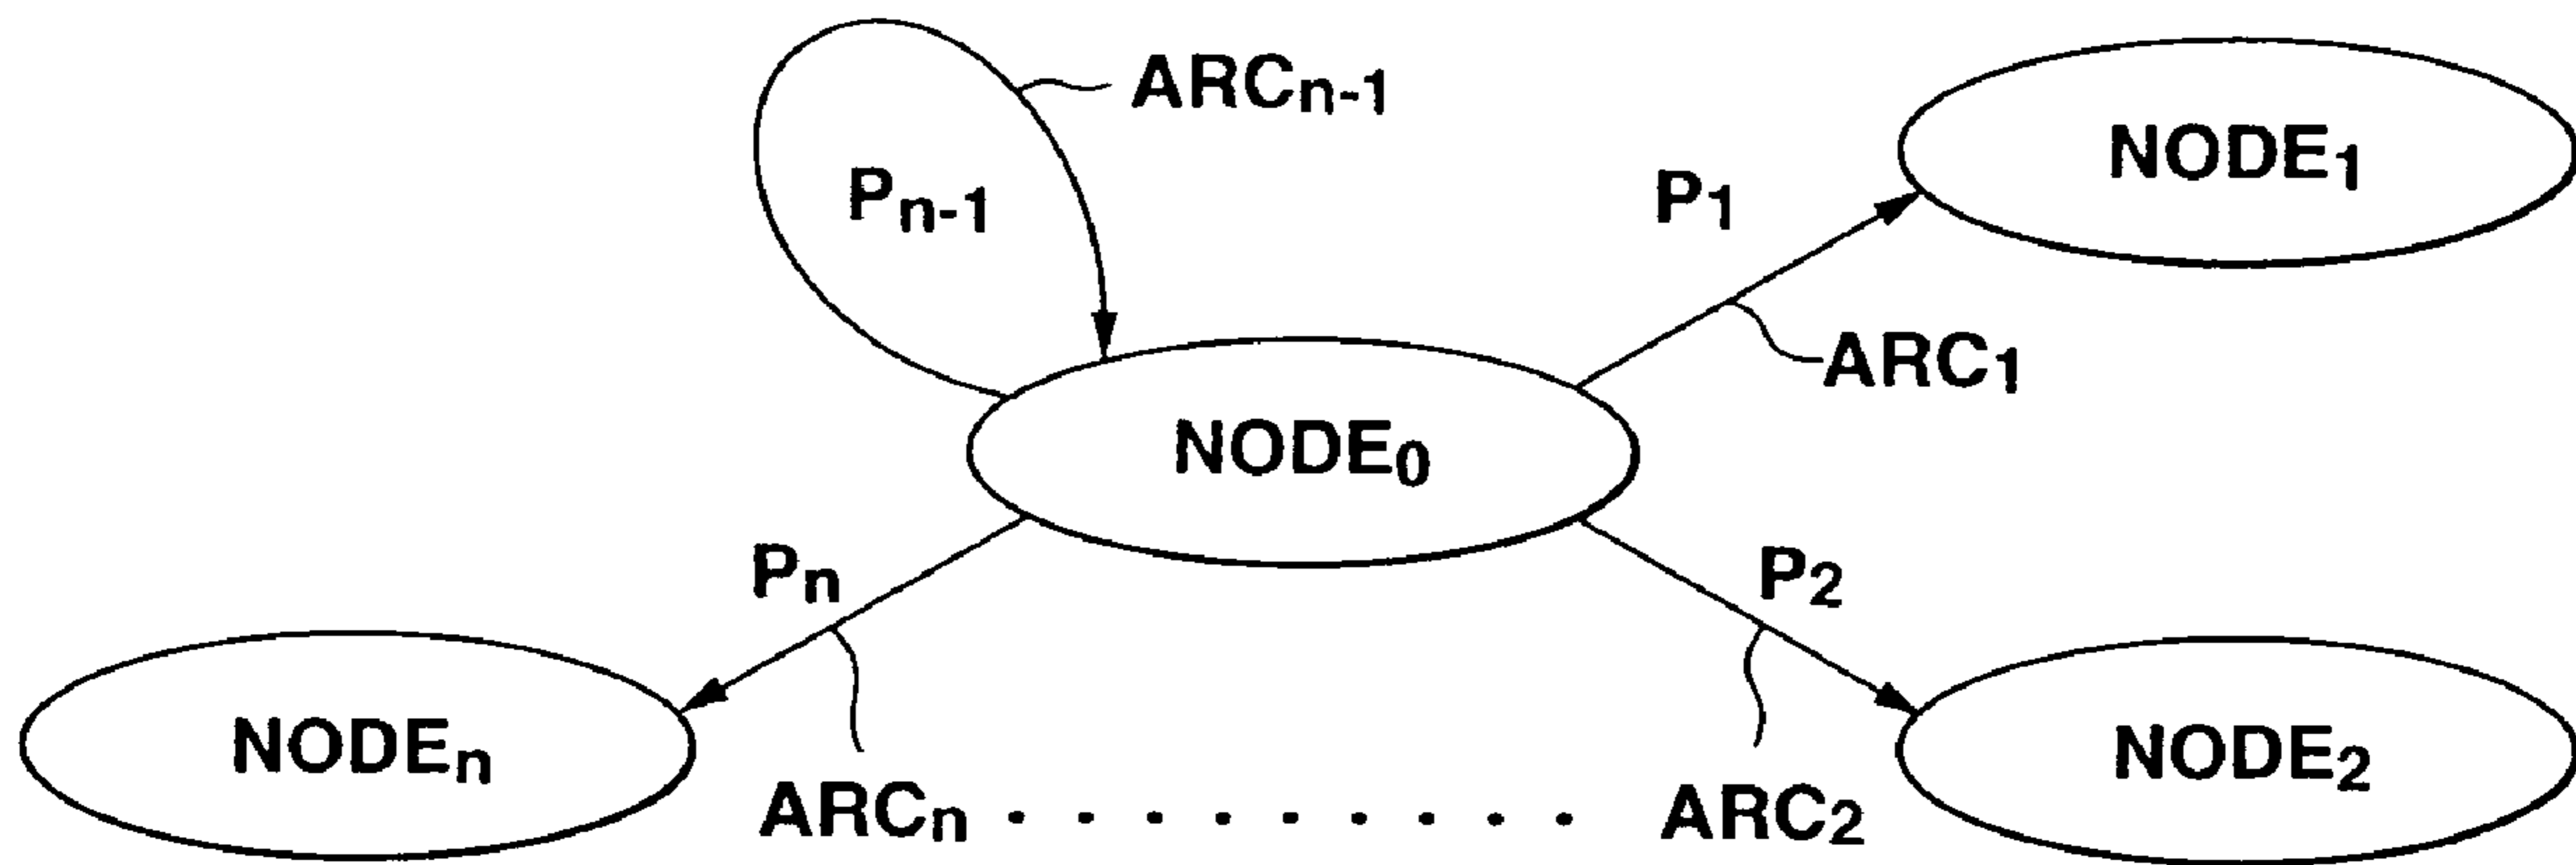 ARCn-1
NODE1
Pn-1
P1
ARC1
NODE0
Pn
P2
NODEn
NODE2
ARCn . . . . . . . . . ARC2